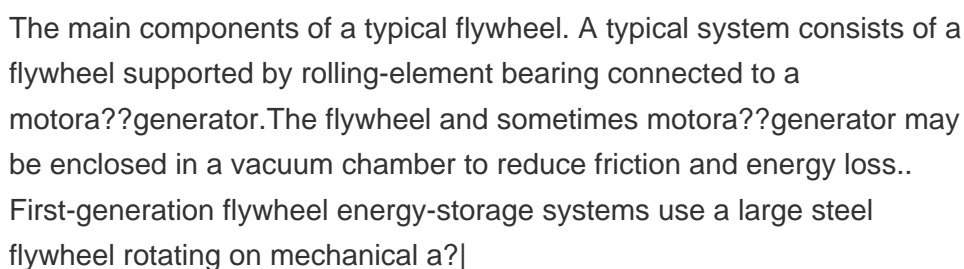 The main components of a typical flywheel. A typical system consists of a
flywheel supported by rolling-element bearing connected to a
motora??generator.The flywheel and sometimes motora??generator may
be enclosed in a vacuum chamber to reduce friction and energy loss..
First-generation flywheel energy-storage systems use a large steel
flywheel rotating on mechanical a?|